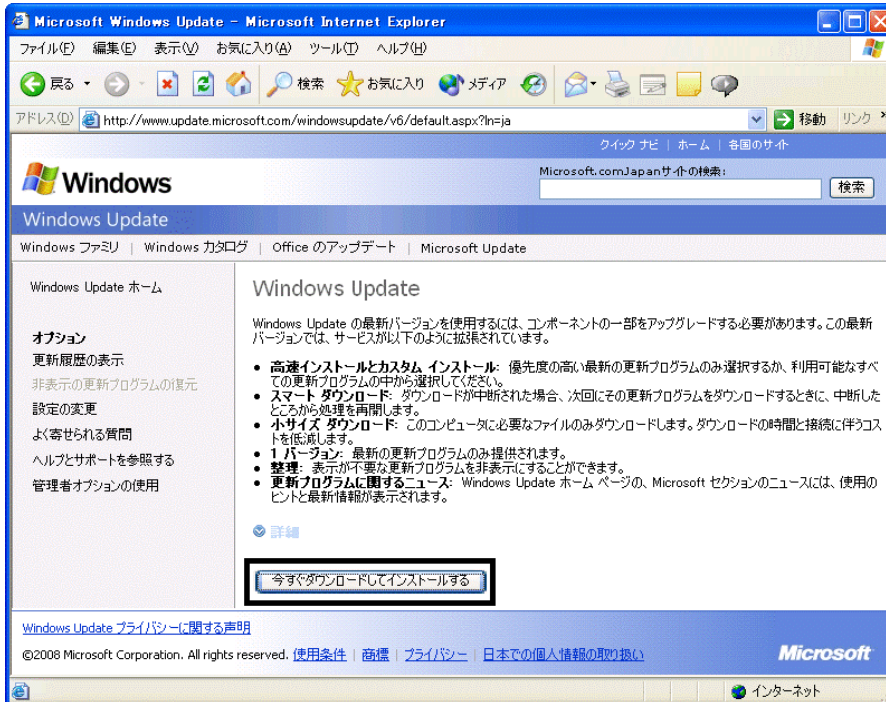 Microsoft Windows Update - Microsoft Internet Explorer
ファイル(F) 編集(E) 表示(V) お気に入り(A) ツール(T) ヘルプ(H)
戻る 検索 お気に入り メディア
アドレス(D) http://www.update.microsoft.com/windowsupdate/v6/default.aspx?ln=ja 移動 リンク »
クイック ナビ | ホーム | 各国のサイト
Windows
Microsoft.comJapanサイトの検索:
検索
Windows Update
Windows ファミリ | Windows カタログ | Office のアップデート | Microsoft Update
Windows Update ホーム
オプション
更新履歴の表示
非表示の更新プログラムの復元
設定の変更
よく寄せられる質問
ヘルプとサポートを参照する
管理者オプションの使用
Windows Update
Windows Update の最新バージョンを使用するには、コンポーネントの一部をアップグレードする必要があります。この最新
バージョンでは、サービスが以下のように拡張されています。
• 高速インストールとカスタム インストール: 優先度の高い最新の更新プログラムのみ選択するか、利用可能なすべ
ての更新プログラムの中から選択してください。
• スマート ダウンロード: ダウンロードが中断された場合、次回にその更新プログラムをダウンロードするときに、中断した
ところから処理を再開します。
• 小サイズ ダウンロード: このコンピュータに必要なファイルのみダウンロードします。ダウンロードの時間と接続に伴うコス
トを低減します。
• 1 バージョン: 最新の更新プログラムのみ提供されます。
• 整理: 表示が不要な更新プログラムを非表示にすることができます。
• 更新プログラムに関するニュース: Windows Update ホーム ページの、Microsoft セクションのニュースには、使用の
ヒントと最新情報が表示されます。
詳細
今すぐダウンロードしてインストールする
Windows Update プライバシーに関する声明
©2008 Microsoft Corporation. All rights reserved. 使用条件 | 商標 | プライバシー | 日本での個人情報の取り扱い
Microsoft
インターネット